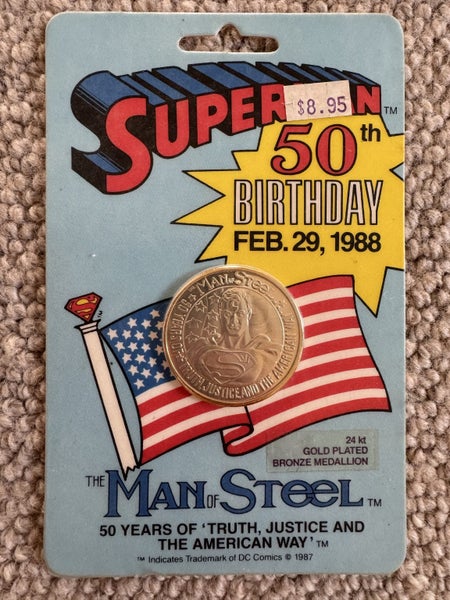 SUPERMAN TM
$8.95
50th
BIRTHDAY
FEB. 29, 1988
MAN OF STEEL
TRUTH, JUSTICE AND THE AMERICAN WAY
24 kt
GOLD PLATED
BRONZE MEDALLION
THE MAN OF STEEL TM
50 YEARS OF 'TRUTH, JUSTICE AND
THE AMERICAN WAY' TM
TM Indicates Trademark of DC Comics © 1987